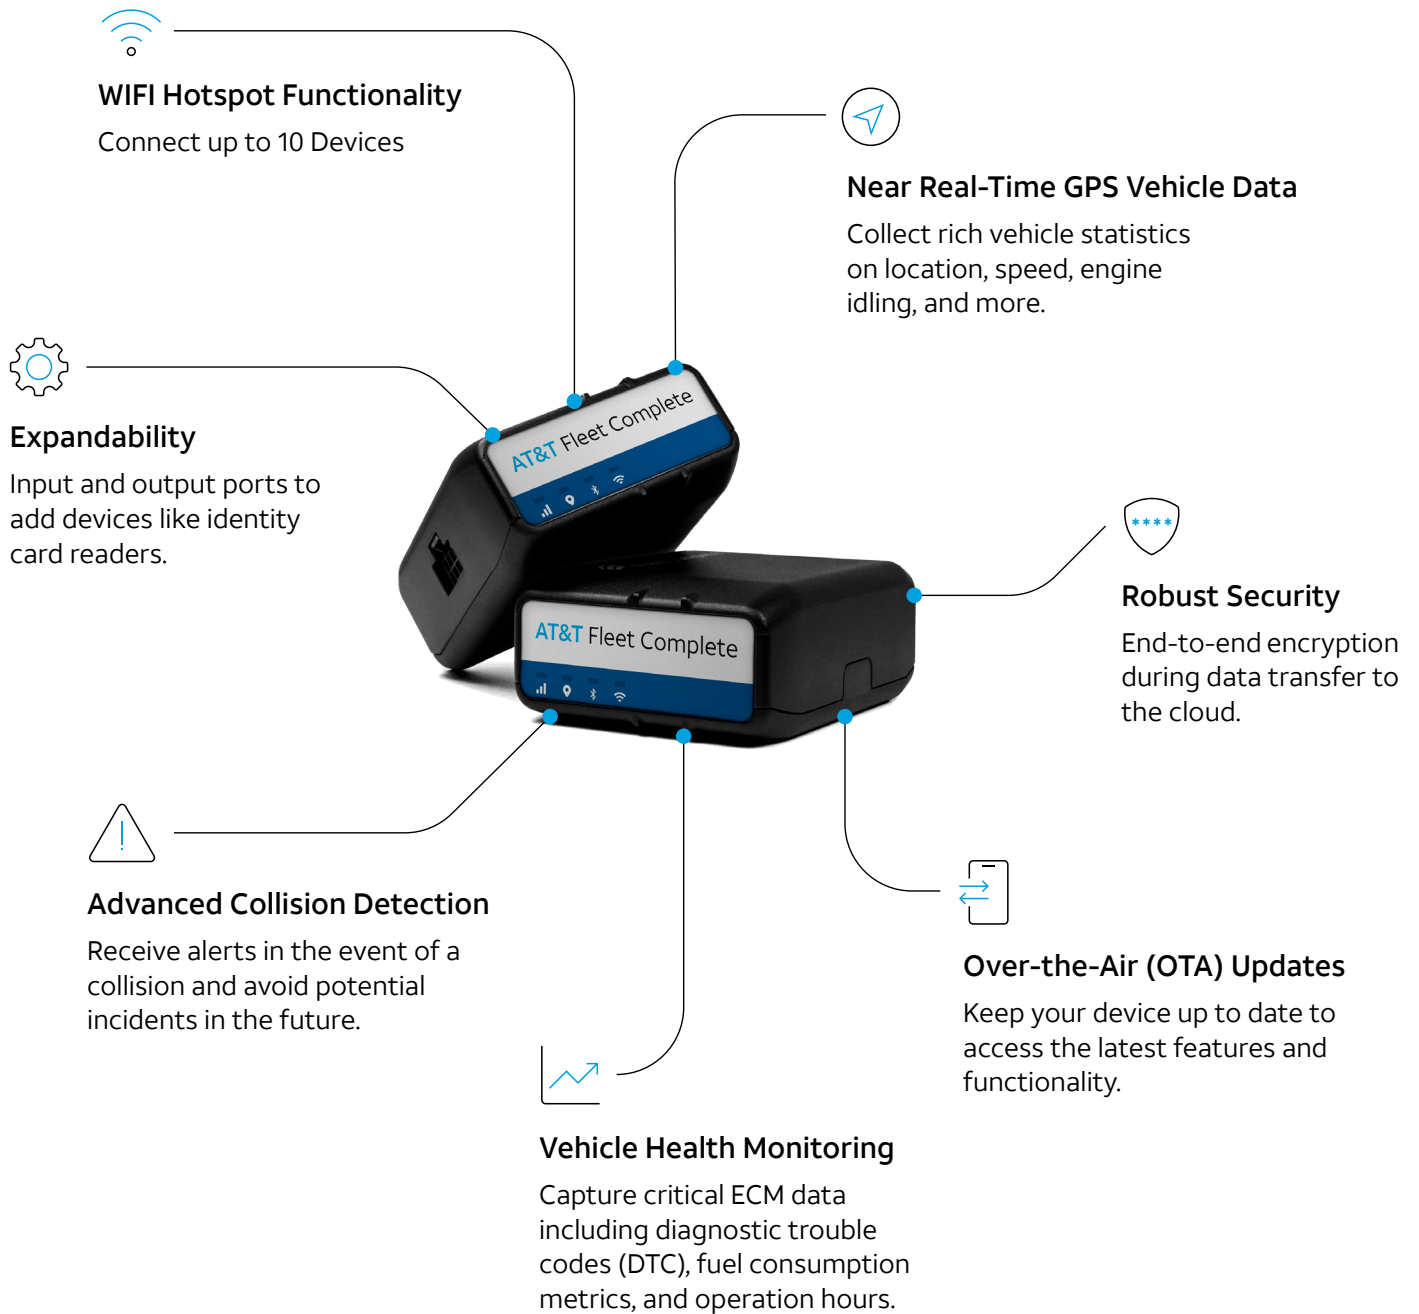 WIFI Hotspot Functionality
Connect up to 10 Devices
Near Real-Time GPS Vehicle Data
Collect rich vehicle statistics
on location, speed, engine
idling, and more.
Expandability
Input and output ports to
add devices like identity
card readers.
AT&T Fleet Complete
AT&T Fleet Complete
****
Robust Security
End-to-end encryption
during data transfer to
the cloud.
Advanced Collision Detection
Receive alerts in the event of a
collision and avoid potential
incidents in the future.
Over-the-Air (OTA) Updates
Keep your device up to date to
access the latest features and
functionality.
Vehicle Health Monitoring
Capture critical ECM data
including diagnostic trouble
codes (DTC), fuel consumption
metrics, and operation hours.